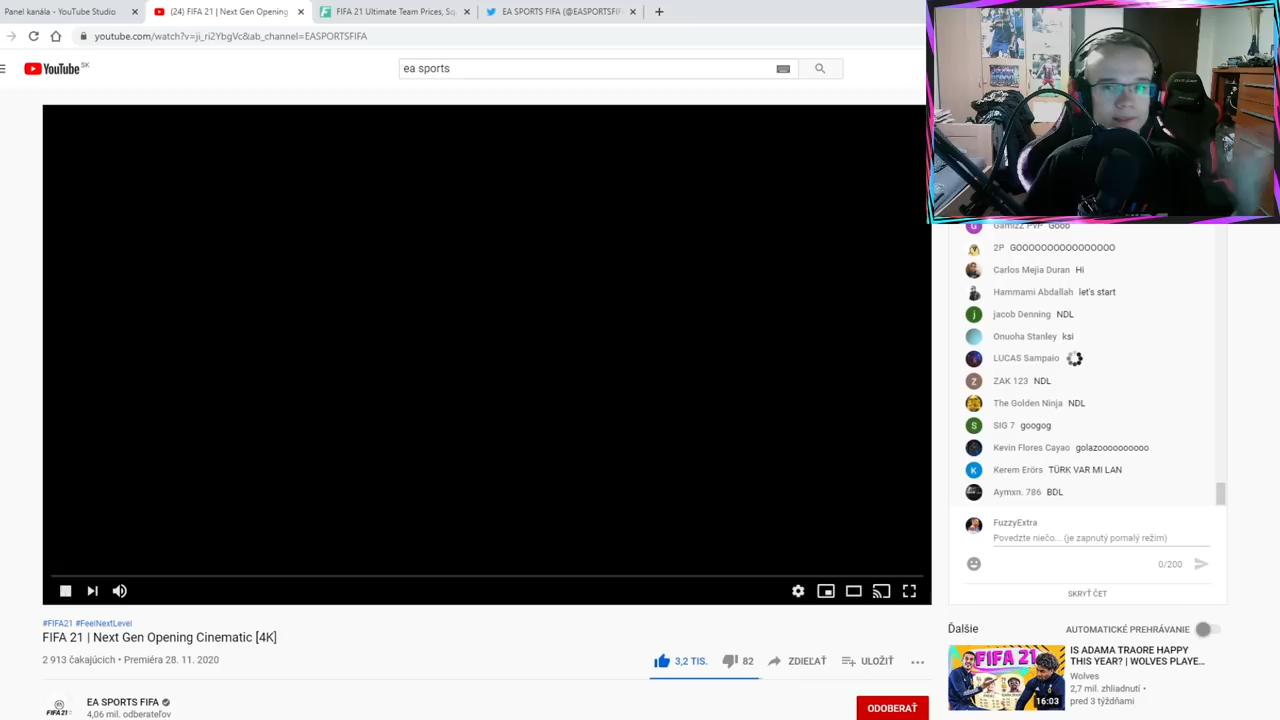 Panel kanála - YouTube Studio
(24) FIFA 21 | Next Gen Opening
FIFA 21 Ultimate Team Prices, Squ
EA SPORTS FIFA (@EASPORTSFIF
youtube.com/watch?v=ji_ri2YbgVc&ab_channel=EASPORTSFIFA
YouTube SK
ea sports
GamizZ PvP Gooo
2P GOOOOOOOOOOOOOOOO
Carlos Mejia Duran Hi
Hammami Abdallah let's start
jacob Denning NDL
Onuoha Stanley ksi
LUCAS Sampaio
ZAK 123 NDL
The Golden Ninja NDL
SIG 7 googog
Kevin Flores Cayao golazoooooooooo
Kerem Erörs TÜRK VAR MI LAN
Aymxn. 786 BDL
FuzzyExtra
Povedzte niečo... (je zapnutý pomalý režim)
0/200
SKRYŤ ČET
#FIFA21 #FeelNextLevel
FIFA 21 | Next Gen Opening Cinematic [4K]
2 913 čakajúcich • Premiéra 28. 11. 2020
3,2 TIS.
82
ZDIEĽAŤ
ULOŽIŤ
EA SPORTS FIFA
4,06 mil. odberateľov
ODOBERAŤ
Ďalšie
AUTOMATICKÉ PREHRÁVANIE
FIFA 21
16:03
IS ADAMA TRAORE HAPPY
THIS YEAR? | WOLVES PLAYE...
Wolves
2,7 mil. zhliadnutí •
pred 3 týždňami